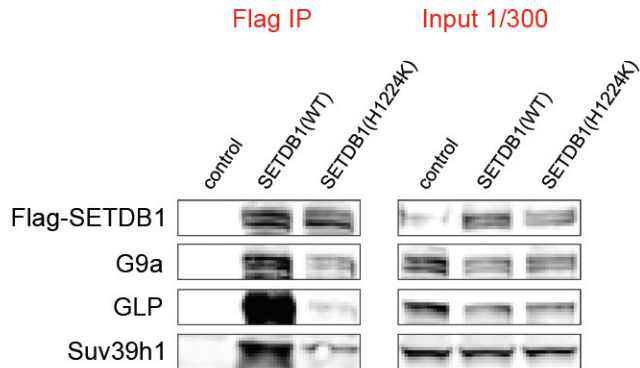 Flag IP Input 1/300
control SETDB1(WT) SETDB1(H1224K) control SETDB1(WT) SETDB1(H1224K)
Flag-SETDB1
G9a
GLP
Suv39h1